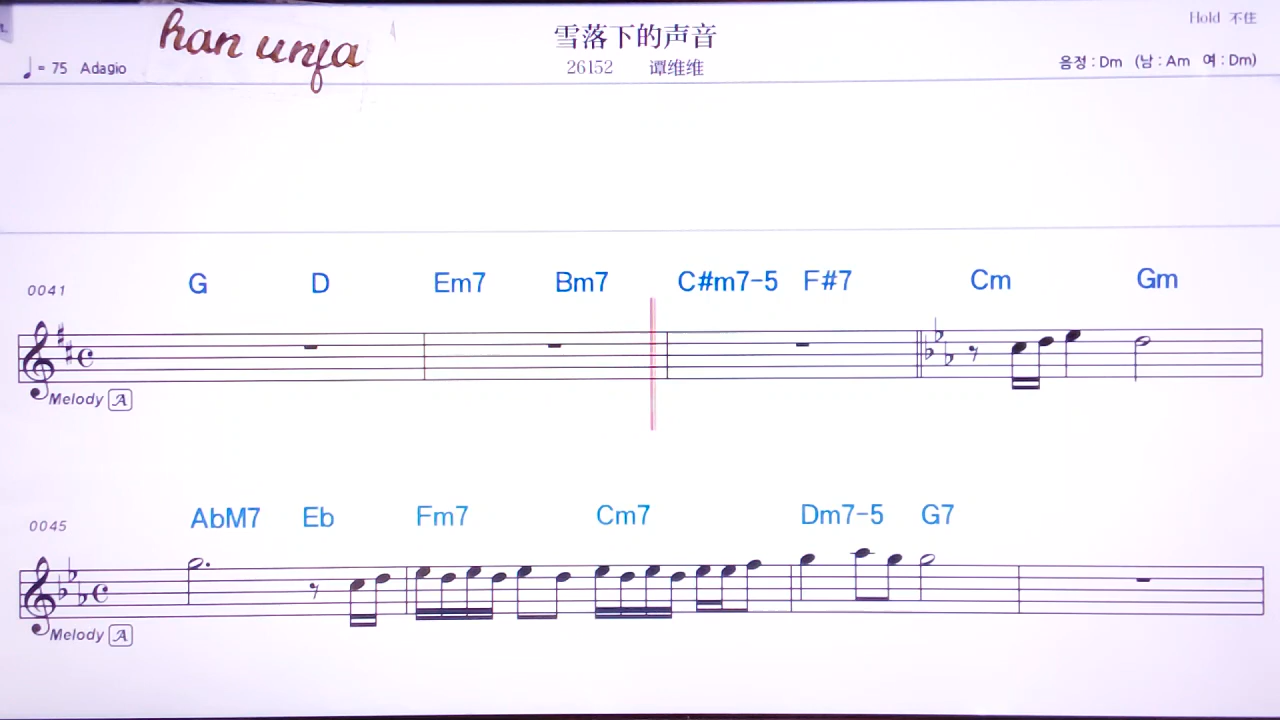 han unfa
雪落下的声音
Hold 不住
♩ = 75 Adagio
26152 谭维维
음정 : Dm (남 : Am 여 : Dm)
0041 G D Em7 Bm7 C#m7-5 F#7 Cm Gm
Melody A
0045 AbM7 Eb Fm7 Cm7 Dm7-5 G7
Melody A